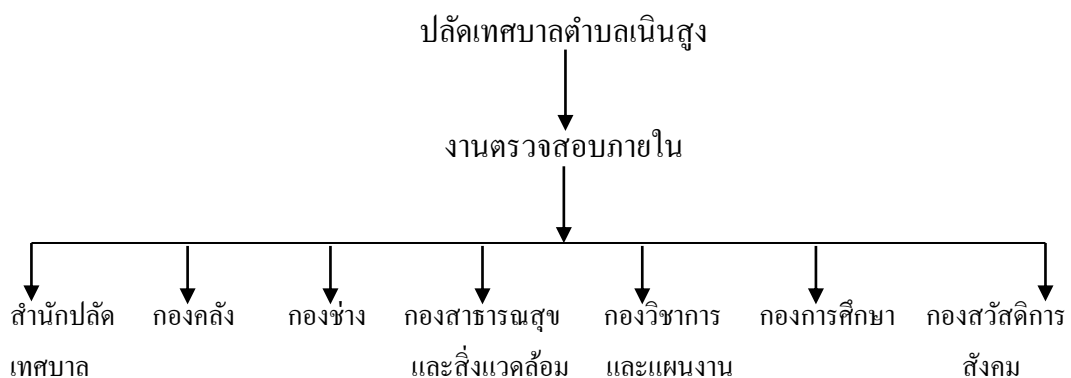 ปลัดเทศบาลตำบลเนินสูง
งานตรวจสอบภายใน
สำนักปลัด
เทศบาล
กองคลัง
กองช่าง
กองสาธารณสุข
และสิ่งแวดล้อม
กองวิชาการ
และแผนงาน
กองการศึกษา
กองสวัสดิการ
สังคม